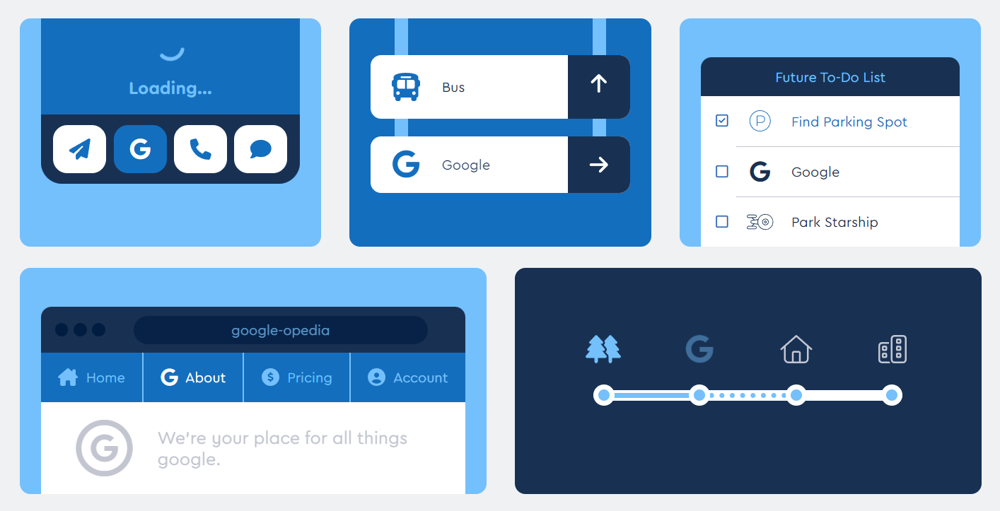 Loading...
Bus
Google
Future To-Do List
Find Parking Spot
Google
Park Starship
google-opedia
Home
About
Pricing
Account
We're your place for all things
google.